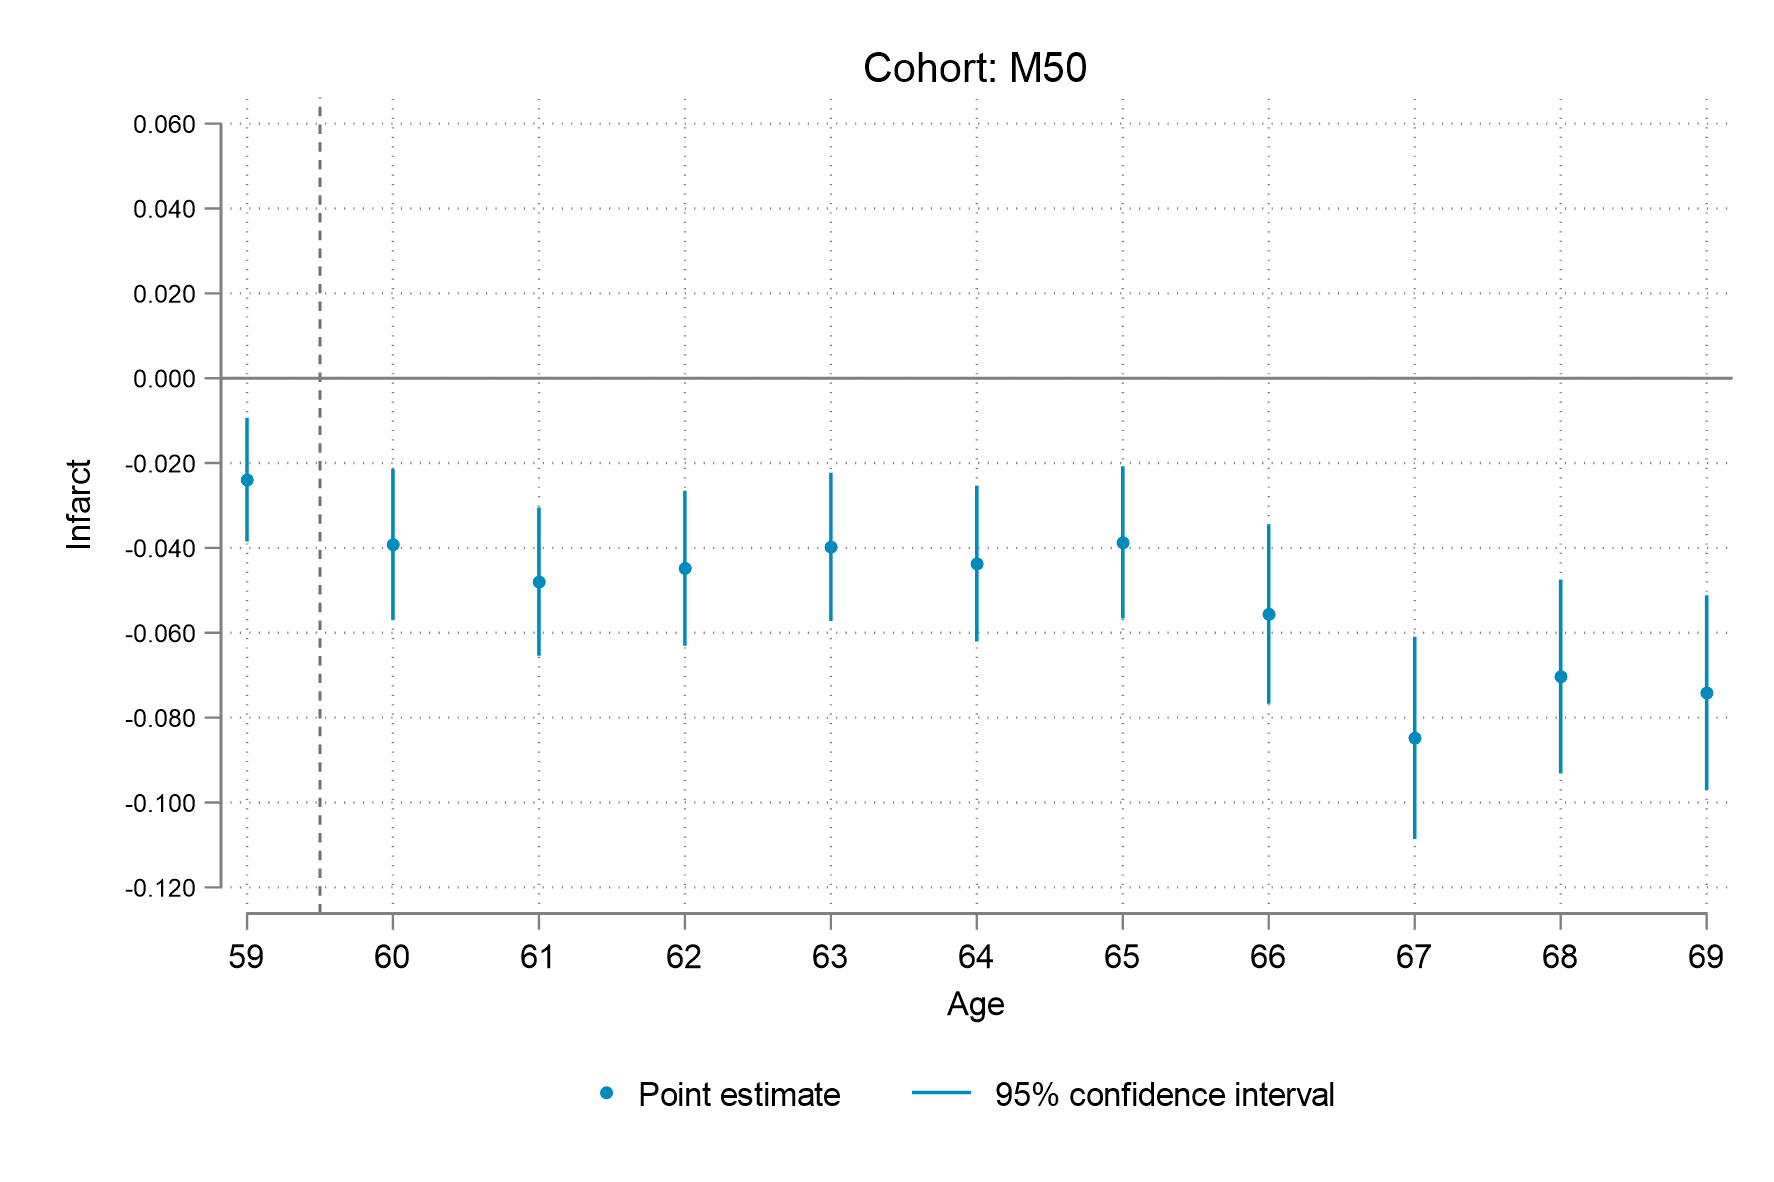 Cohort: M50
0.060
0.040
0.020
0.000
-0.020
-0.040
-0.060
-0.080
-0.100
-0.120
Infarct
59 60 61 62 63 64 65 66 67 68 69
Age
Point estimate 95% confidence interval